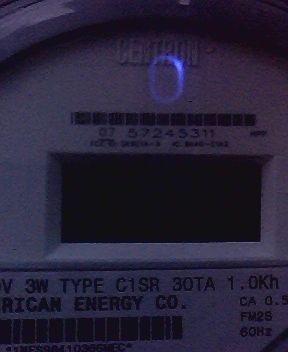 CENTRON
07 57245311
V 3W TYPE C1SR 30TA 1.0Kh
RICAN ENERGY CO.
CA 0.5
FM2S
60Hz